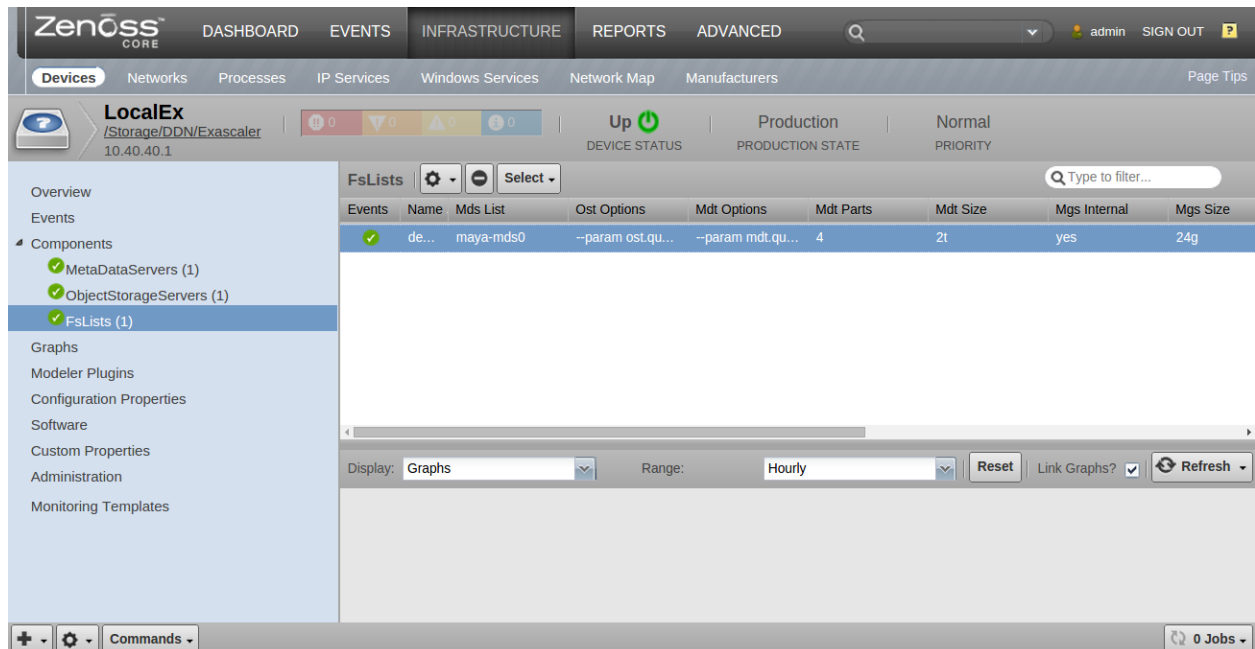 Zenoss CORE DASHBOARD EVENTS INFRASTRUCTURE REPORTS ADVANCED admin SIGN OUT ?
Devices Networks Processes IP Services Windows Services Network Map Manufacturers Page Tips
LocalEx
/Storage/DDN/Exascaler
10.40.40.1
0 0 0 0
Up
DEVICE STATUS
Production
PRODUCTION STATE
Normal
PRIORITY
Overview
Events
Components
MetaDataServers (1)
ObjectStorageServers (1)
FsLists (1)
Graphs
Modeler Plugins
Configuration Properties
Software
Custom Properties
Administration
Monitoring Templates
FsLists Select Type to filter...
Events Name Mds List Ost Options Mdt Options Mdt Parts Mdt Size Mgs Internal Mgs Size
de... maya-mds0 --param ost.qu... --param mdt.qu... 4 2t yes 24g
Display: Graphs Range: Hourly Reset Link Graphs? Refresh
Commands 0 Jobs